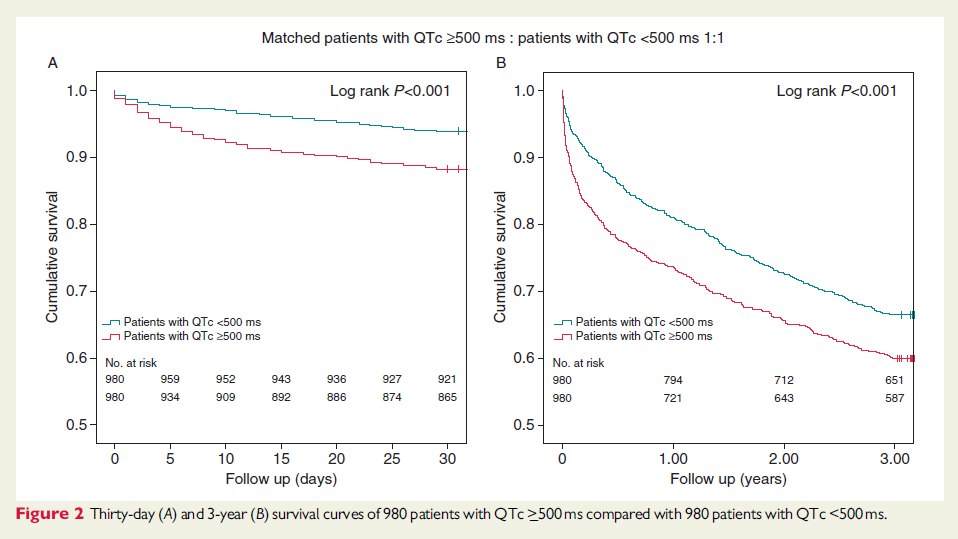 Matched patients with QTc ≥500 ms : patients with QTc <500 ms 1:1
A
Log rank P<0.001
1.0
0.9
0.8
0.7
0.6
0.5
Cumulative survival
Patients with QTc <500 ms
Patients with QTc ≥500 ms
No. at risk
980 959 952 943 936 927 921
980 934 909 892 886 874 865
0 5 10 15 20 25 30
Follow up (days)
B
Log rank P<0.001
1.0
0.9
0.8
0.7
0.6
0.5
Cumulative survival
Patients with QTc <500 ms
Patients with QTc ≥500 ms
No. at risk
980 794 712 651
980 721 643 587
0 1.00 2.00 3.00
Follow up (years)
Figure 2 Thirty-day (A) and 3-year (B) survival curves of 980 patients with QTc ≥500 ms compared with 980 patients with QTc <500 ms.